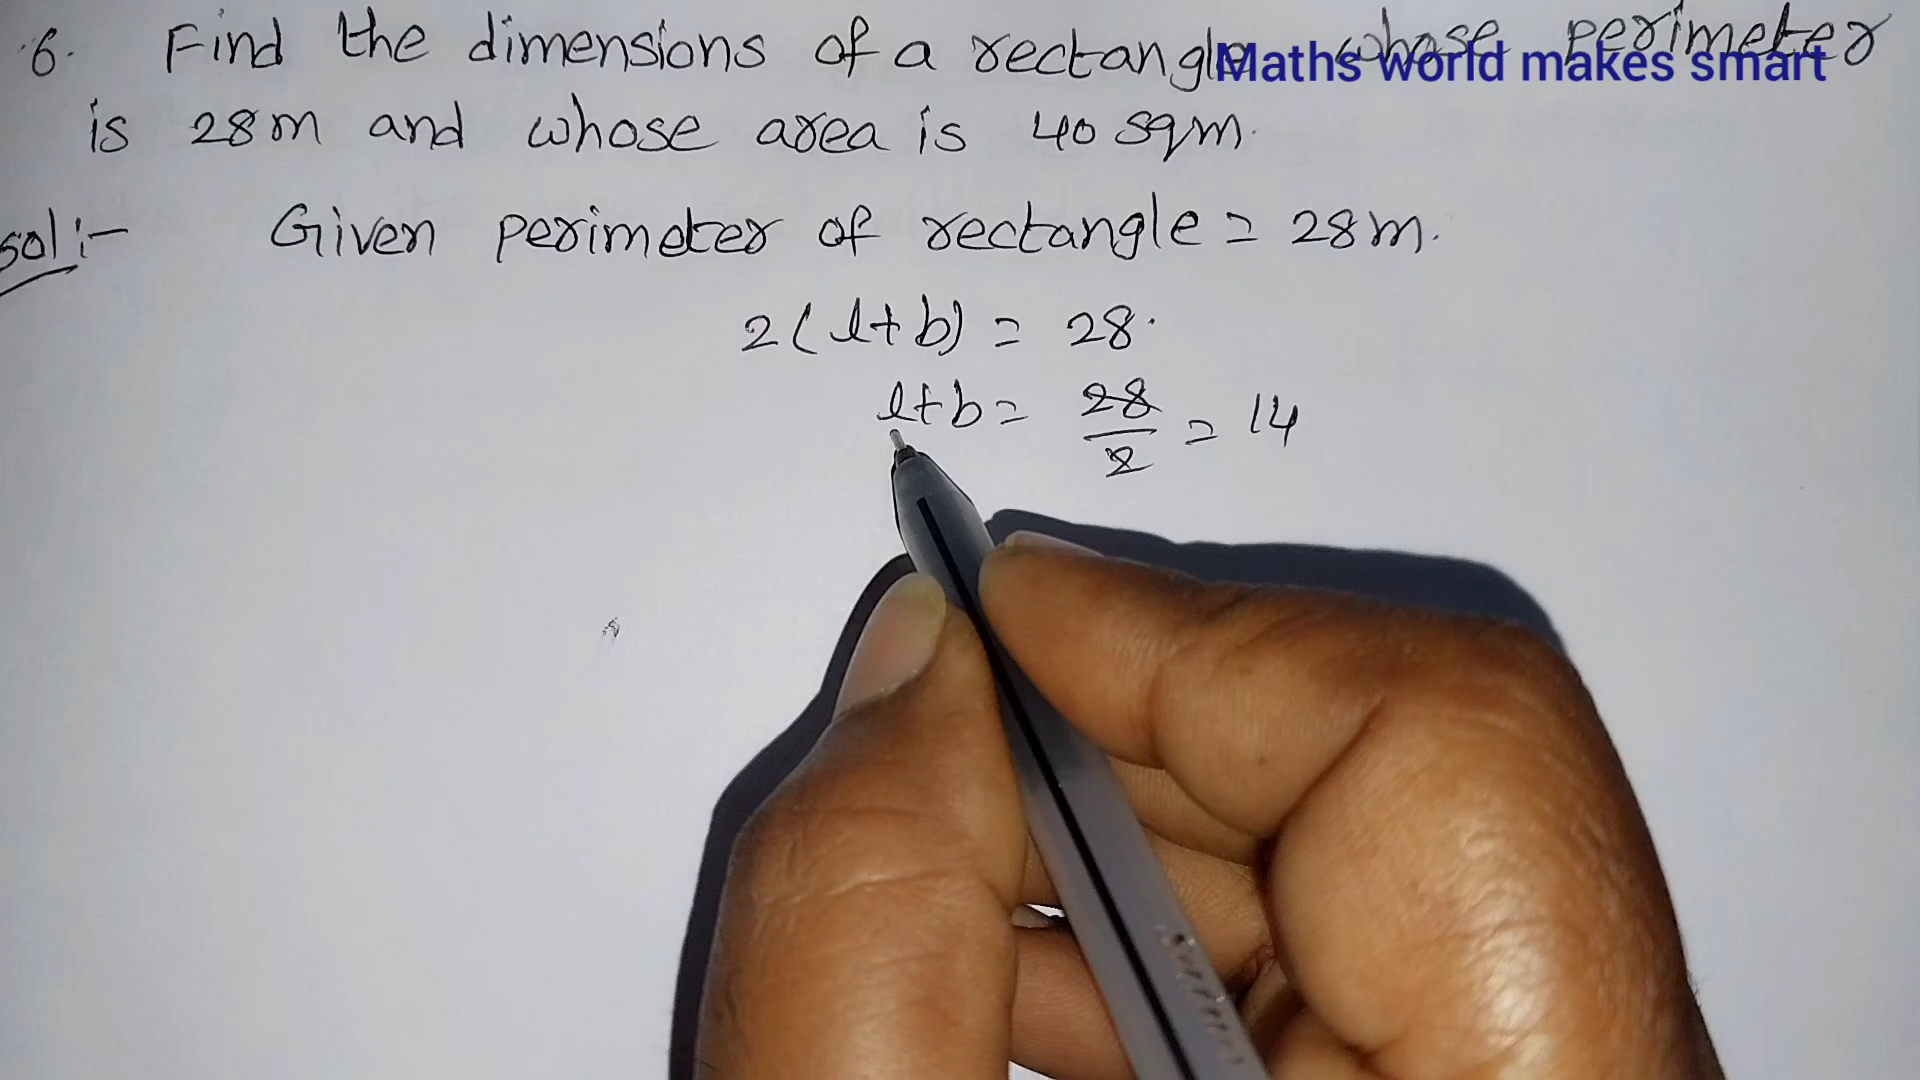 6. Find the dimensions of a rectangle whose perimeter
Maths world makes smart
is 28m and whose area is 40 sqm.
Sol:- Given perimeter of rectangle = 28m.
2(l+b) = 28.
l+b = 28/2 = 14